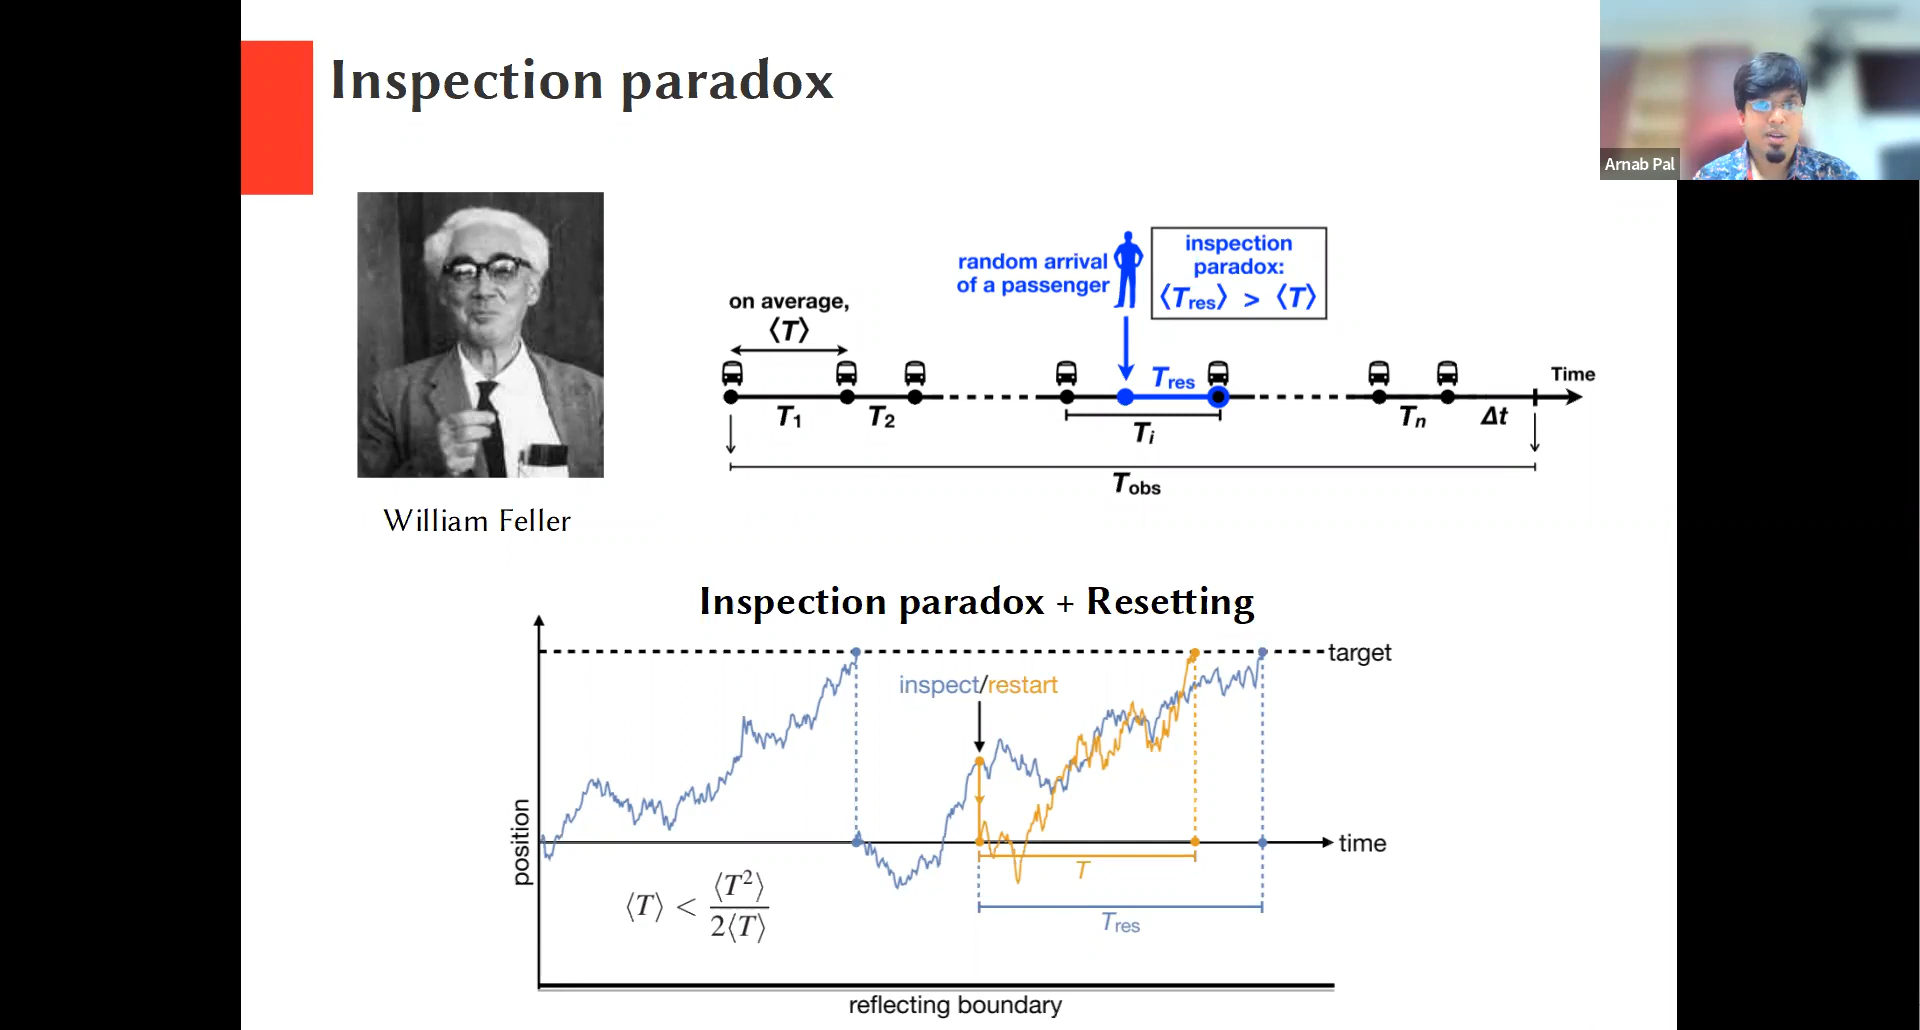 Inspection paradox
Arnab Pal
William Feller
on average,
⟨T⟩
random arrival
of a passenger
inspection
paradox:
⟨Tres⟩ > ⟨T⟩
Tres
Time
T1
T2
Ti
Tn
Δt
Tobs
Inspection paradox + Resetting
target
inspect/restart
position
time
T
Tres
⟨T⟩ < ⟨T²⟩ / 2⟨T⟩
reflecting boundary